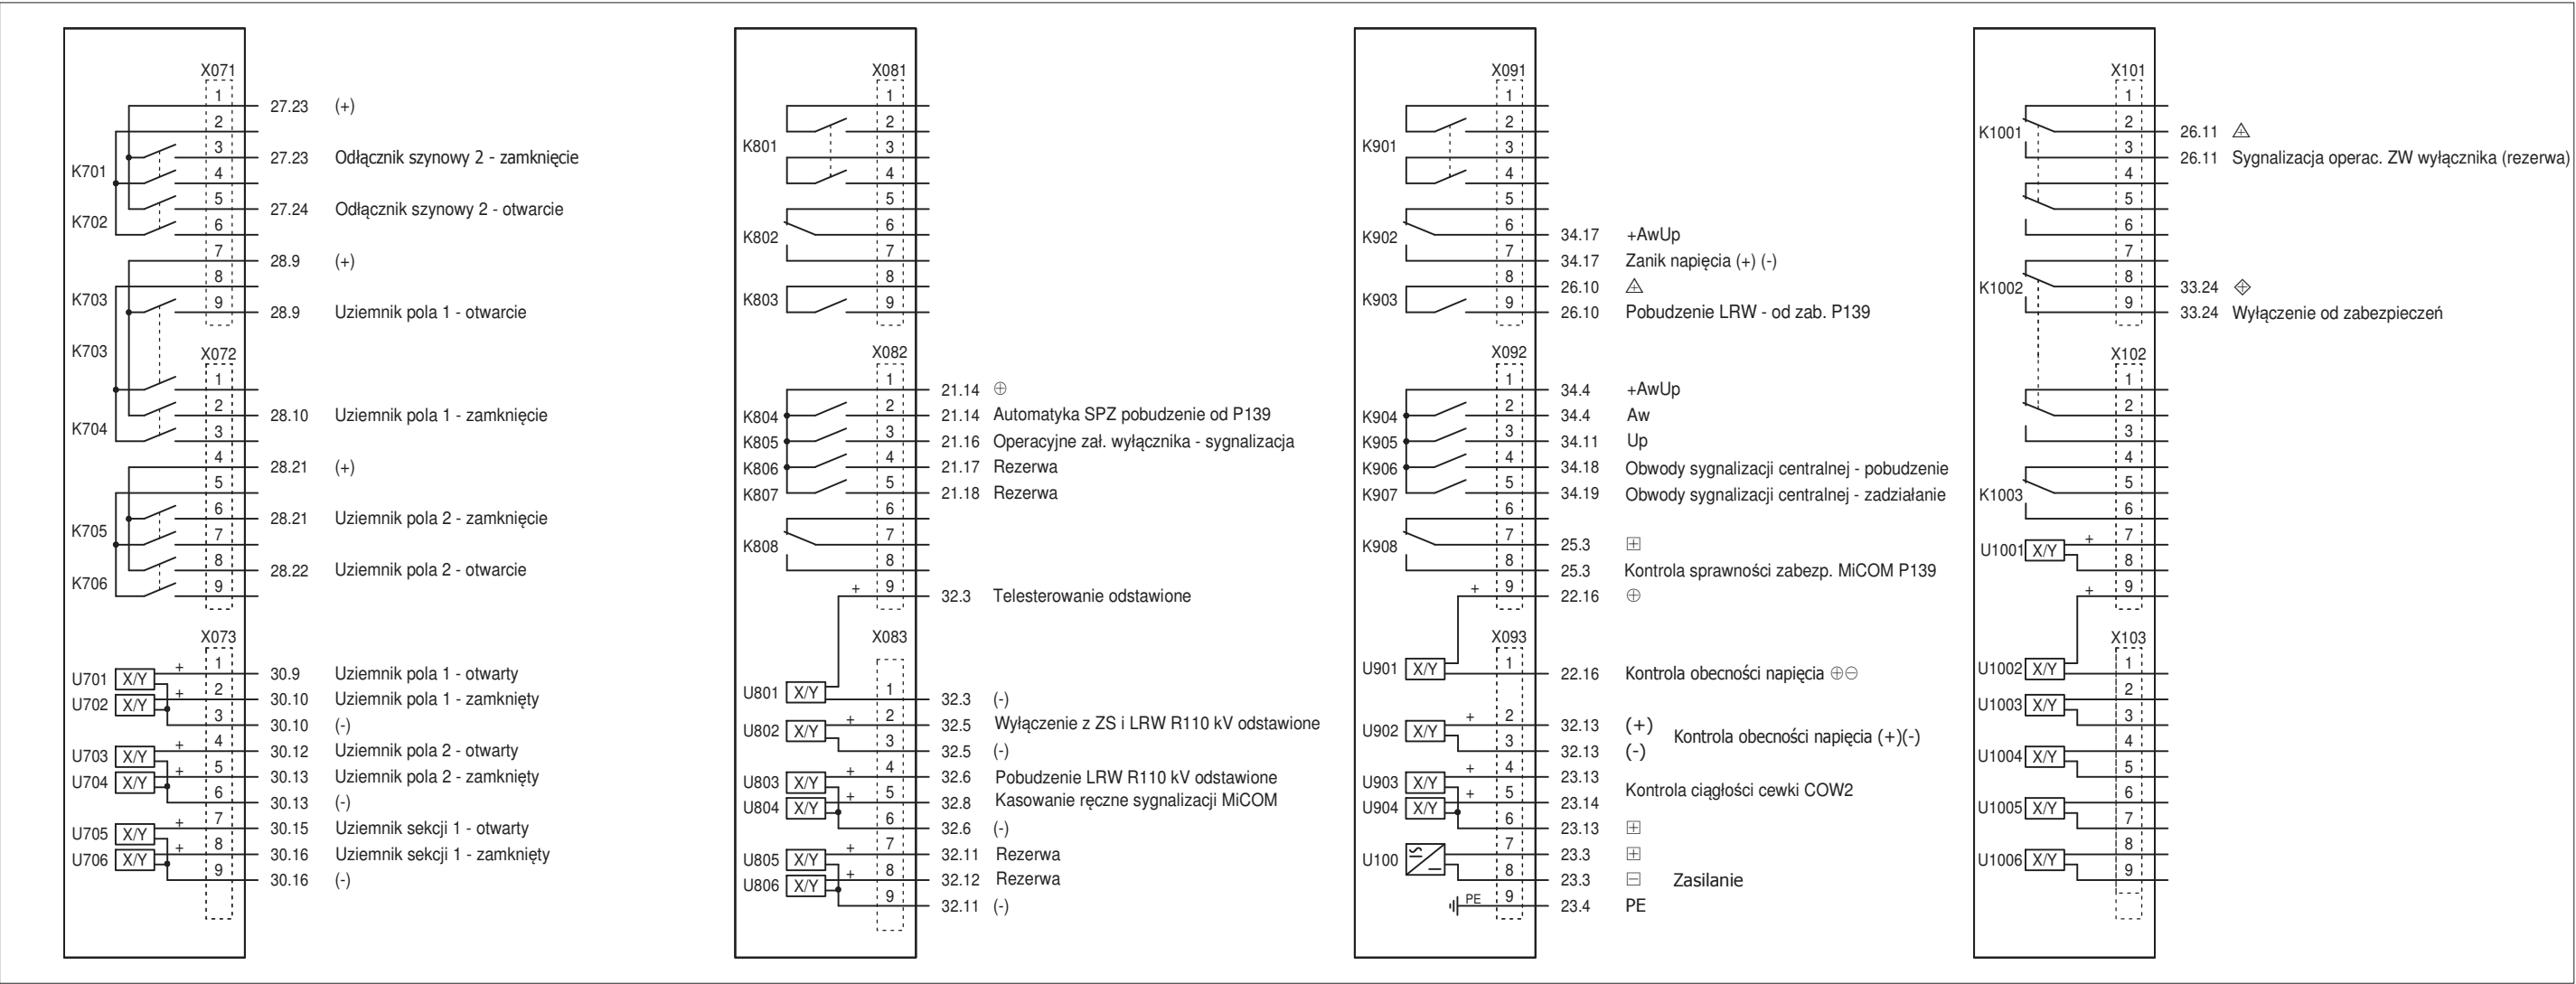 X071
1
27.23 (+)
2
3
27.23 Odłącznik szynowy 2 - zamknięcie
K701
4
5
27.24 Odłącznik szynowy 2 - otwarcie
K702
6
7
28.9 (+)
8
K703
9
28.9 Uziemnik pola 1 - otwarcie
K703
X072
1
2
28.10 Uziemnik pola 1 - zamknięcie
K704
3
4
28.21 (+)
5
6
28.21 Uziemnik pola 2 - zamknięcie
K705
7
8
28.22 Uziemnik pola 2 - otwarcie
K706
9
X073
U701 X/Y + 1 30.9 Uziemnik pola 1 - otwarty
U702 X/Y + 2 30.10 Uziemnik pola 1 - zamknięty
3 30.10 (-)
U703 X/Y + 4 30.12 Uziemnik pola 2 - otwarty
U704 X/Y + 5 30.13 Uziemnik pola 2 - zamknięty
6 30.13 (-)
U705 X/Y + 7 30.15 Uziemnik sekcji 1 - otwarty
U706 X/Y + 8 30.16 Uziemnik sekcji 1 - zamknięty
9 30.16 (-)
X081
1
2
K801
3
4
5
6
K802
7
8
K803
9
X082
1 21.14 ⊕
K804 2 21.14 Automatyka SPZ pobudzenie od P139
K805 3 21.16 Operacyjne zał. wyłącznika - sygnalizacja
K806 4 21.17 Rezerwa
K807 5 21.18 Rezerwa
6
7
K808
8
+ 9 32.3 Telesterowanie odstawione
X083
U801 X/Y 1 32.3 (-)
U802 X/Y + 2 32.5 Wyłączenie z ZS i LRW R110 kV odstawione
3 32.5 (-)
U803 X/Y + 4 32.6 Pobudzenie LRW R110 kV odstawione
U804 X/Y + 5 32.8 Kasowanie ręczne sygnalizacji MiCOM
6 32.6 (-)
U805 X/Y + 7 32.11 Rezerwa
U806 X/Y + 8 32.12 Rezerwa
9 32.11 (-)
X091
1
2
K901
3
4
5
K902 6 34.17 +AwUp
7 34.17 Zanik napięcia (+) (-)
8 26.10
K903 9 26.10 Pobudzenie LRW - od zab. P139
X092
1 34.4 +AwUp
K904 2 34.4 Aw
K905 3 34.11 Up
K906 4 34.18 Obwody sygnalizacji centralnej - pobudzenie
K907 5 34.19 Obwody sygnalizacji centralnej - zadziałanie
6
K908 7 25.3 ⊞
8 25.3 Kontrola sprawności zabezp. MiCOM P139
+ 9 22.16 ⊕
X093
U901 X/Y 1 22.16 Kontrola obecności napięcia ⊕⊖
U902 X/Y + 2 32.13 (+)
Kontrola obecności napięcia (+)(-)
3 32.13 (-)
U903 X/Y + 4 23.13
Kontrola ciągłości cewki COW2
U904 X/Y + 5 23.14
6 23.13 ⊞
U100 7 23.3 ⊞
8 23.3 ⊟ Zasilanie
PE 9 23.4 PE
X101
1
K1001 2 26.11
3 26.11 Sygnalizacja operac. ZW wyłącznika (rezerwa)
4
5
6
7
K1002 8 33.24
9 33.24 Wyłączenie od zabezpieczeń
X102
1
2
3
4
K1003 5
6
U1001 X/Y + 7
8
+ 9
X103
U1002 X/Y 1
U1003 X/Y 2
3
U1004 X/Y 4
5
U1005 X/Y 6
7
U1006 X/Y 8
9